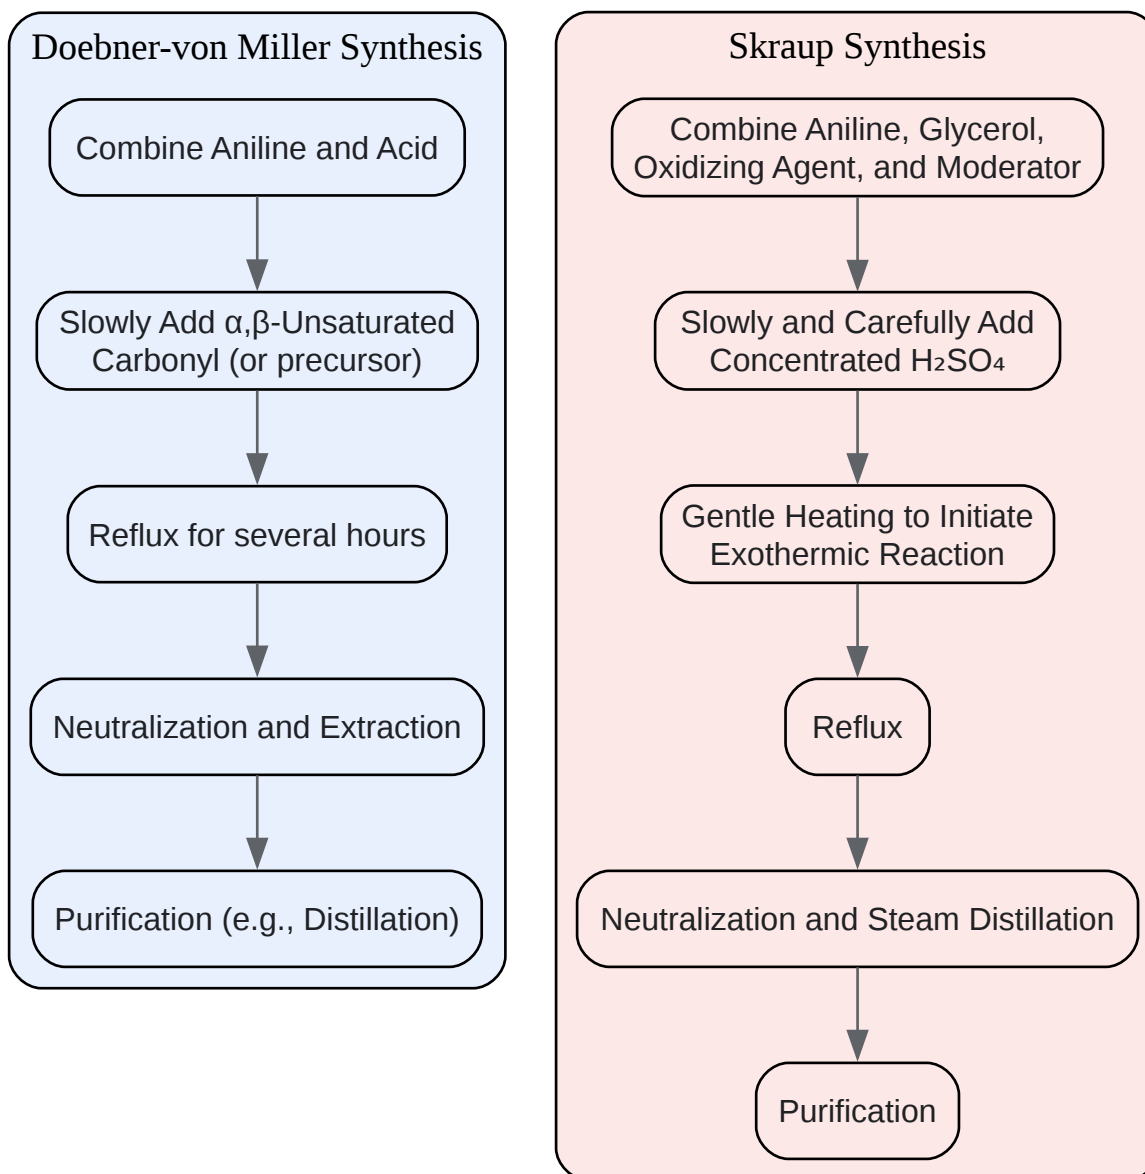 Doebner-von Miller Synthesis
Combine Aniline and Acid
Slowly Add α,β-Unsaturated
Carbonyl (or precursor)
Reflux for several hours
Neutralization and Extraction
Purification (e.g., Distillation)
Skraup Synthesis
Combine Aniline, Glycerol,
Oxidizing Agent, and Moderator
Slowly and Carefully Add
Concentrated H₂SO₄
Gentle Heating to Initiate
Exothermic Reaction
Reflux
Neutralization and Steam Distillation
Purification